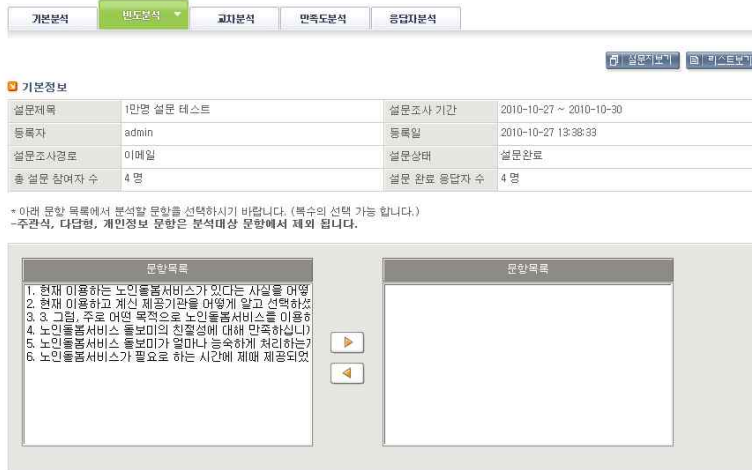 기본분석 빈도분석 교차분석 만족도분석 응답자분석
설문지보기 리스트보기
기본정보
설문제목 1만명 설문 테스트 설문조사 기간 2010-10-27 ~ 2010-10-30
등록자 admin 등록일 2010-10-27 13:38:33
설문조사경로 이메일 설문상태 설문완료
총 설문 참여자 수 4 명 설문 완료 응답자 수 4 명
* 아래 문항 목록에서 분석할 문항을 선택하시기 바랍니다. (복수의 선택 가능 합니다.)
-주관식, 다답형, 개인정보 문항은 분석대상 문항에서 제외 됩니다.
문항목록 문항목록
1. 현재 이용하는 노인돌봄서비스가 있다는 사실을 어떻
2. 현재 이용하고 계신 제공기관을 어떻게 알고 선택하셨
3. 3. 그럼, 주로 어떤 목적으로 노인돌봄서비스를 이용하
4. 노인돌봄서비스 돌보미의 친절성에 대해 만족하십니
5. 노인돌봄서비스 돌보미가 얼마나 능숙하게 처리하는
6. 노인돌봄서비스가 필요로 하는 시간에 제때 제공되었